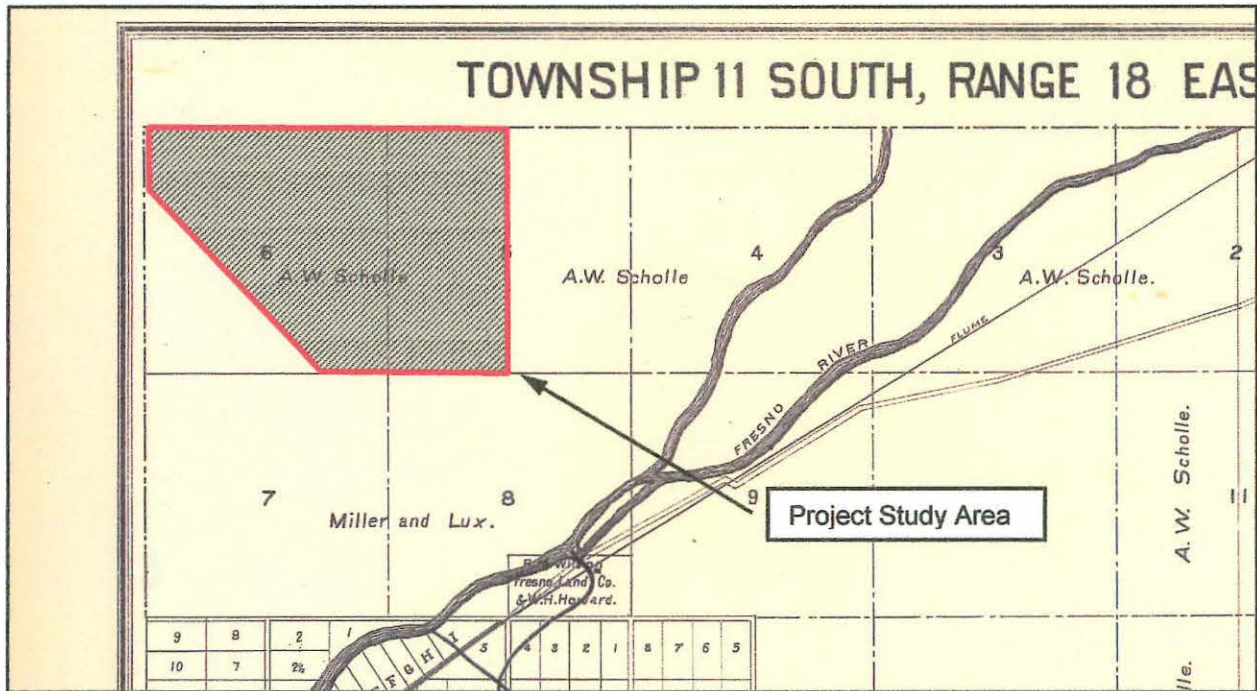 TOWNSHIP 11 SOUTH, RANGE 18 EAS
6
5
4
3
2
A.W. Scholle
A.W. Scholle
A.W. Scholle.
FLUME
RIVER
FRESNO
A.W. Scholle.
7
8
9
11
Miller and Lux.
Project Study Area
Fresno Land Co.
& W.H. Howard.
9 8 2 1 5 4 3 2 1 8 7 6 5
F G H I
10 7 2½
lle.